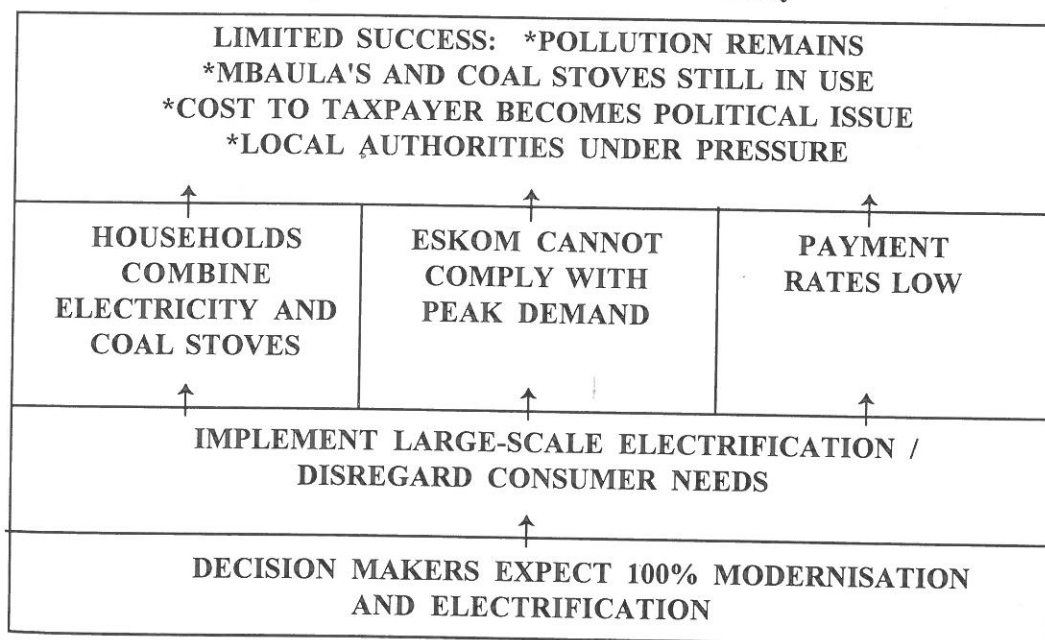 LIMITED SUCCESS: *POLLUTION REMAINS
*MBAULA'S AND COAL STOVES STILL IN USE
*COST TO TAXPAYER BECOMES POLITICAL ISSUE
*LOCAL AUTHORITIES UNDER PRESSURE
HOUSEHOLDS
COMBINE
ELECTRICITY AND
COAL STOVES
ESKOM CANNOT
COMPLY WITH
PEAK DEMAND
PAYMENT
RATES LOW
IMPLEMENT LARGE-SCALE ELECTRIFICATION /
DISREGARD CONSUMER NEEDS
DECISION MAKERS EXPECT 100% MODERNISATION
AND ELECTRIFICATION